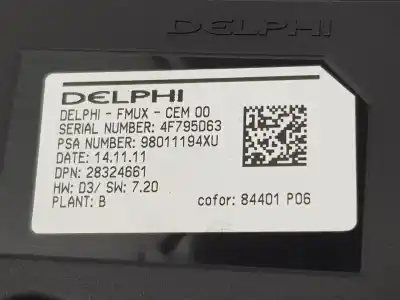 DELPHI
DELPHI
DELPHI - FMUX - CEM 00
SERIAL NUMBER: 4F795D63
PSA NUMBER: 98011194XU
DATE: 14.11.11
DPN: 28324661
HW: D3/ SW: 7.20
PLANT: B
cofor: 84401 P06